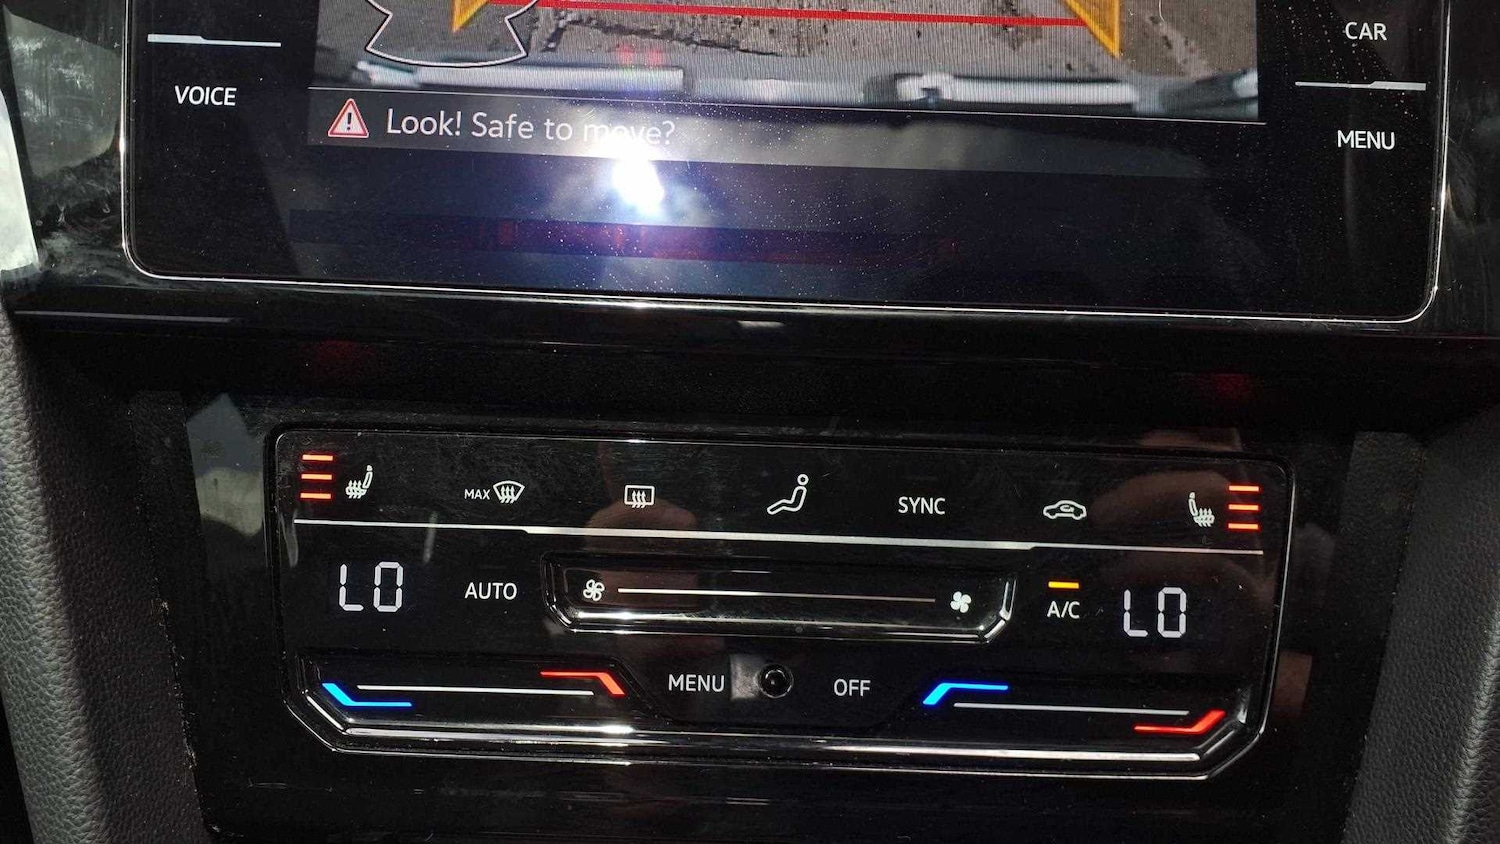 CAR
VOICE
Look! Safe to move?
MENU
MAX
SYNC
LO
AUTO
A/C
LO
MENU
OFF